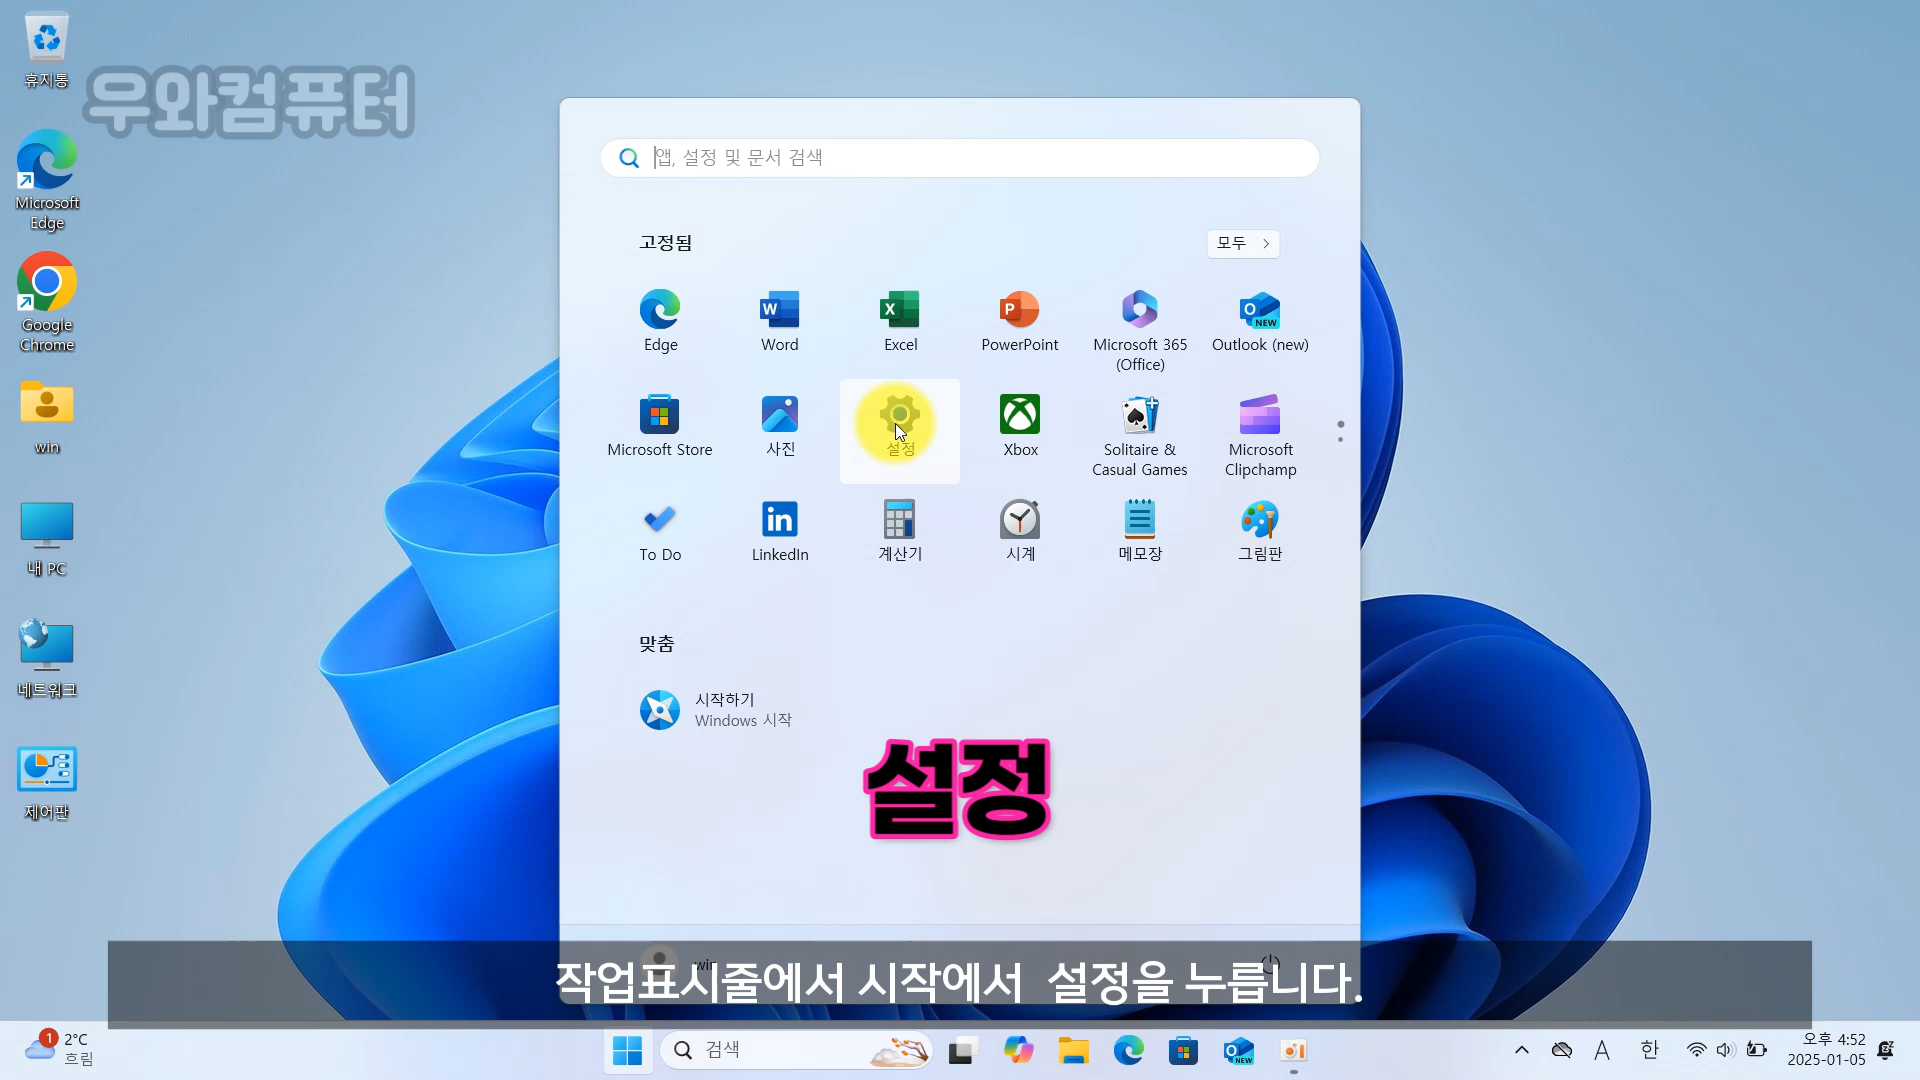 휴지통
우와컴퓨터
Microsoft
Edge
Google
Chrome
win
내 PC
네트워크
제어판
앱, 설정 및 문서 검색
고정됨
모두
Edge
Word
Excel
PowerPoint
Microsoft 365
(Office)
Outlook (new)
NEW
Microsoft Store
사진
설정
Xbox
Solitaire &
Casual Games
Microsoft
Clipchamp
To Do
LinkedIn
계산기
시계
메모장
그림판
맞춤
시작하기
Windows 시작
설정
win
작업표시줄에서 시작에서 설정을 누릅니다.
1
2°C
흐림
검색
NEW
A
한
오후 4:52
2025-01-05